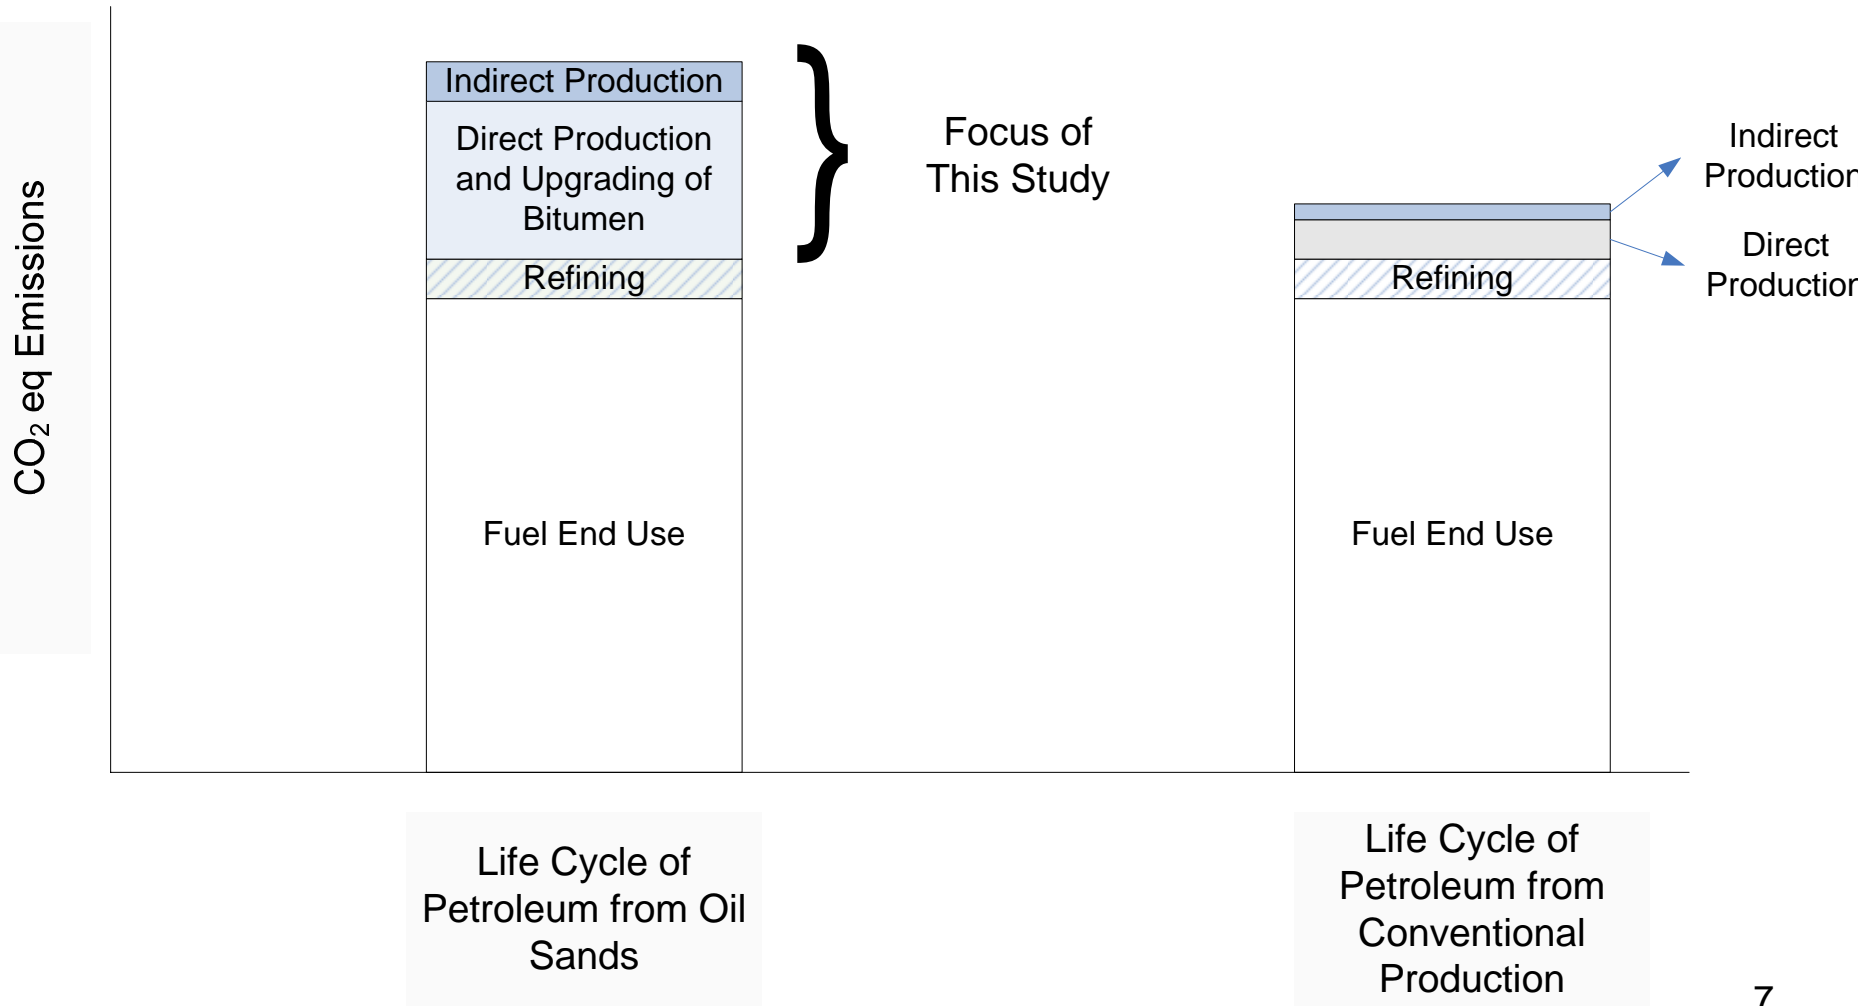 CO₂ eq Emissions
Indirect Production
Direct Production
and Upgrading of
Bitumen
Refining
Fuel End Use
}
Focus of
This Study
Indirect
Production
Direct
Production
Refining
Fuel End Use
Life Cycle of
Petroleum from Oil
Sands
Life Cycle of
Petroleum from
Conventional
Production
7